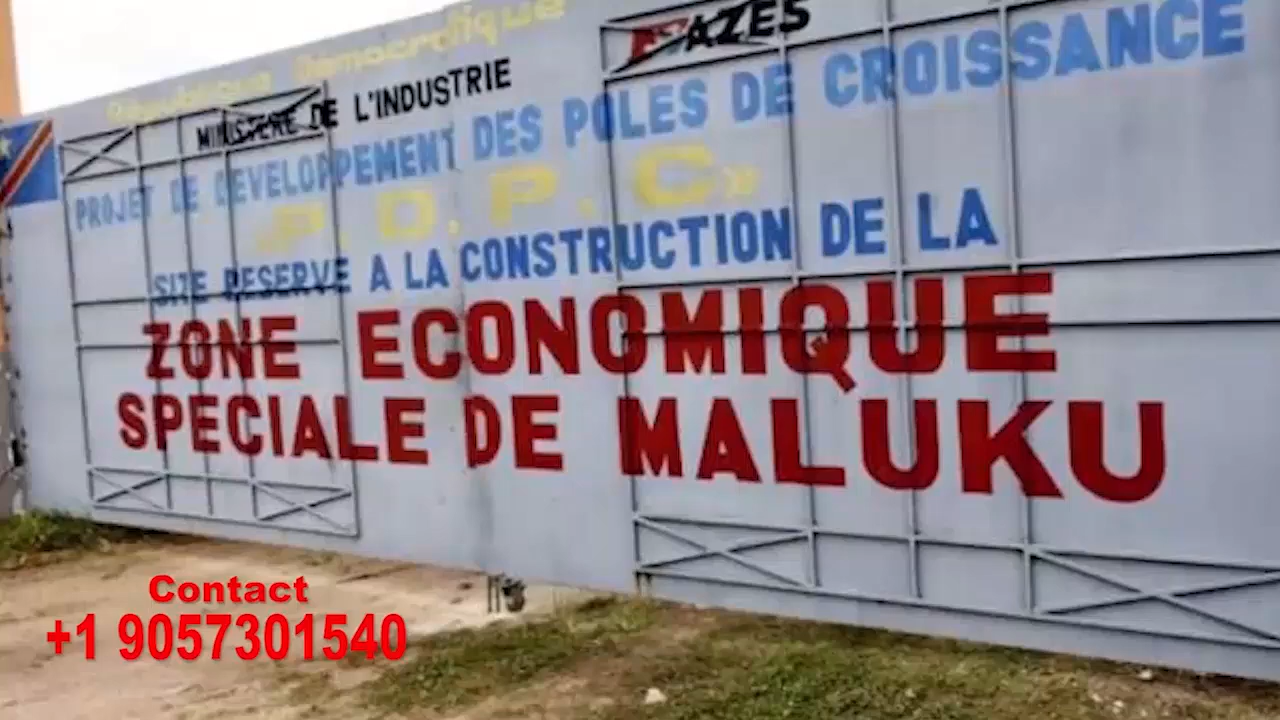 République Démocratique
MINISTERE DE L'INDUSTRIE
AZES
PROJET DE DEVELOPPEMENT DES POLES DE CROISSANCE
"P.D.P.C"
SITE RESERVE A LA CONSTRUCTION DE LA
ZONE ECONOMIQUE
SPECIALE DE MALUKU
Contact
+1 9057301540